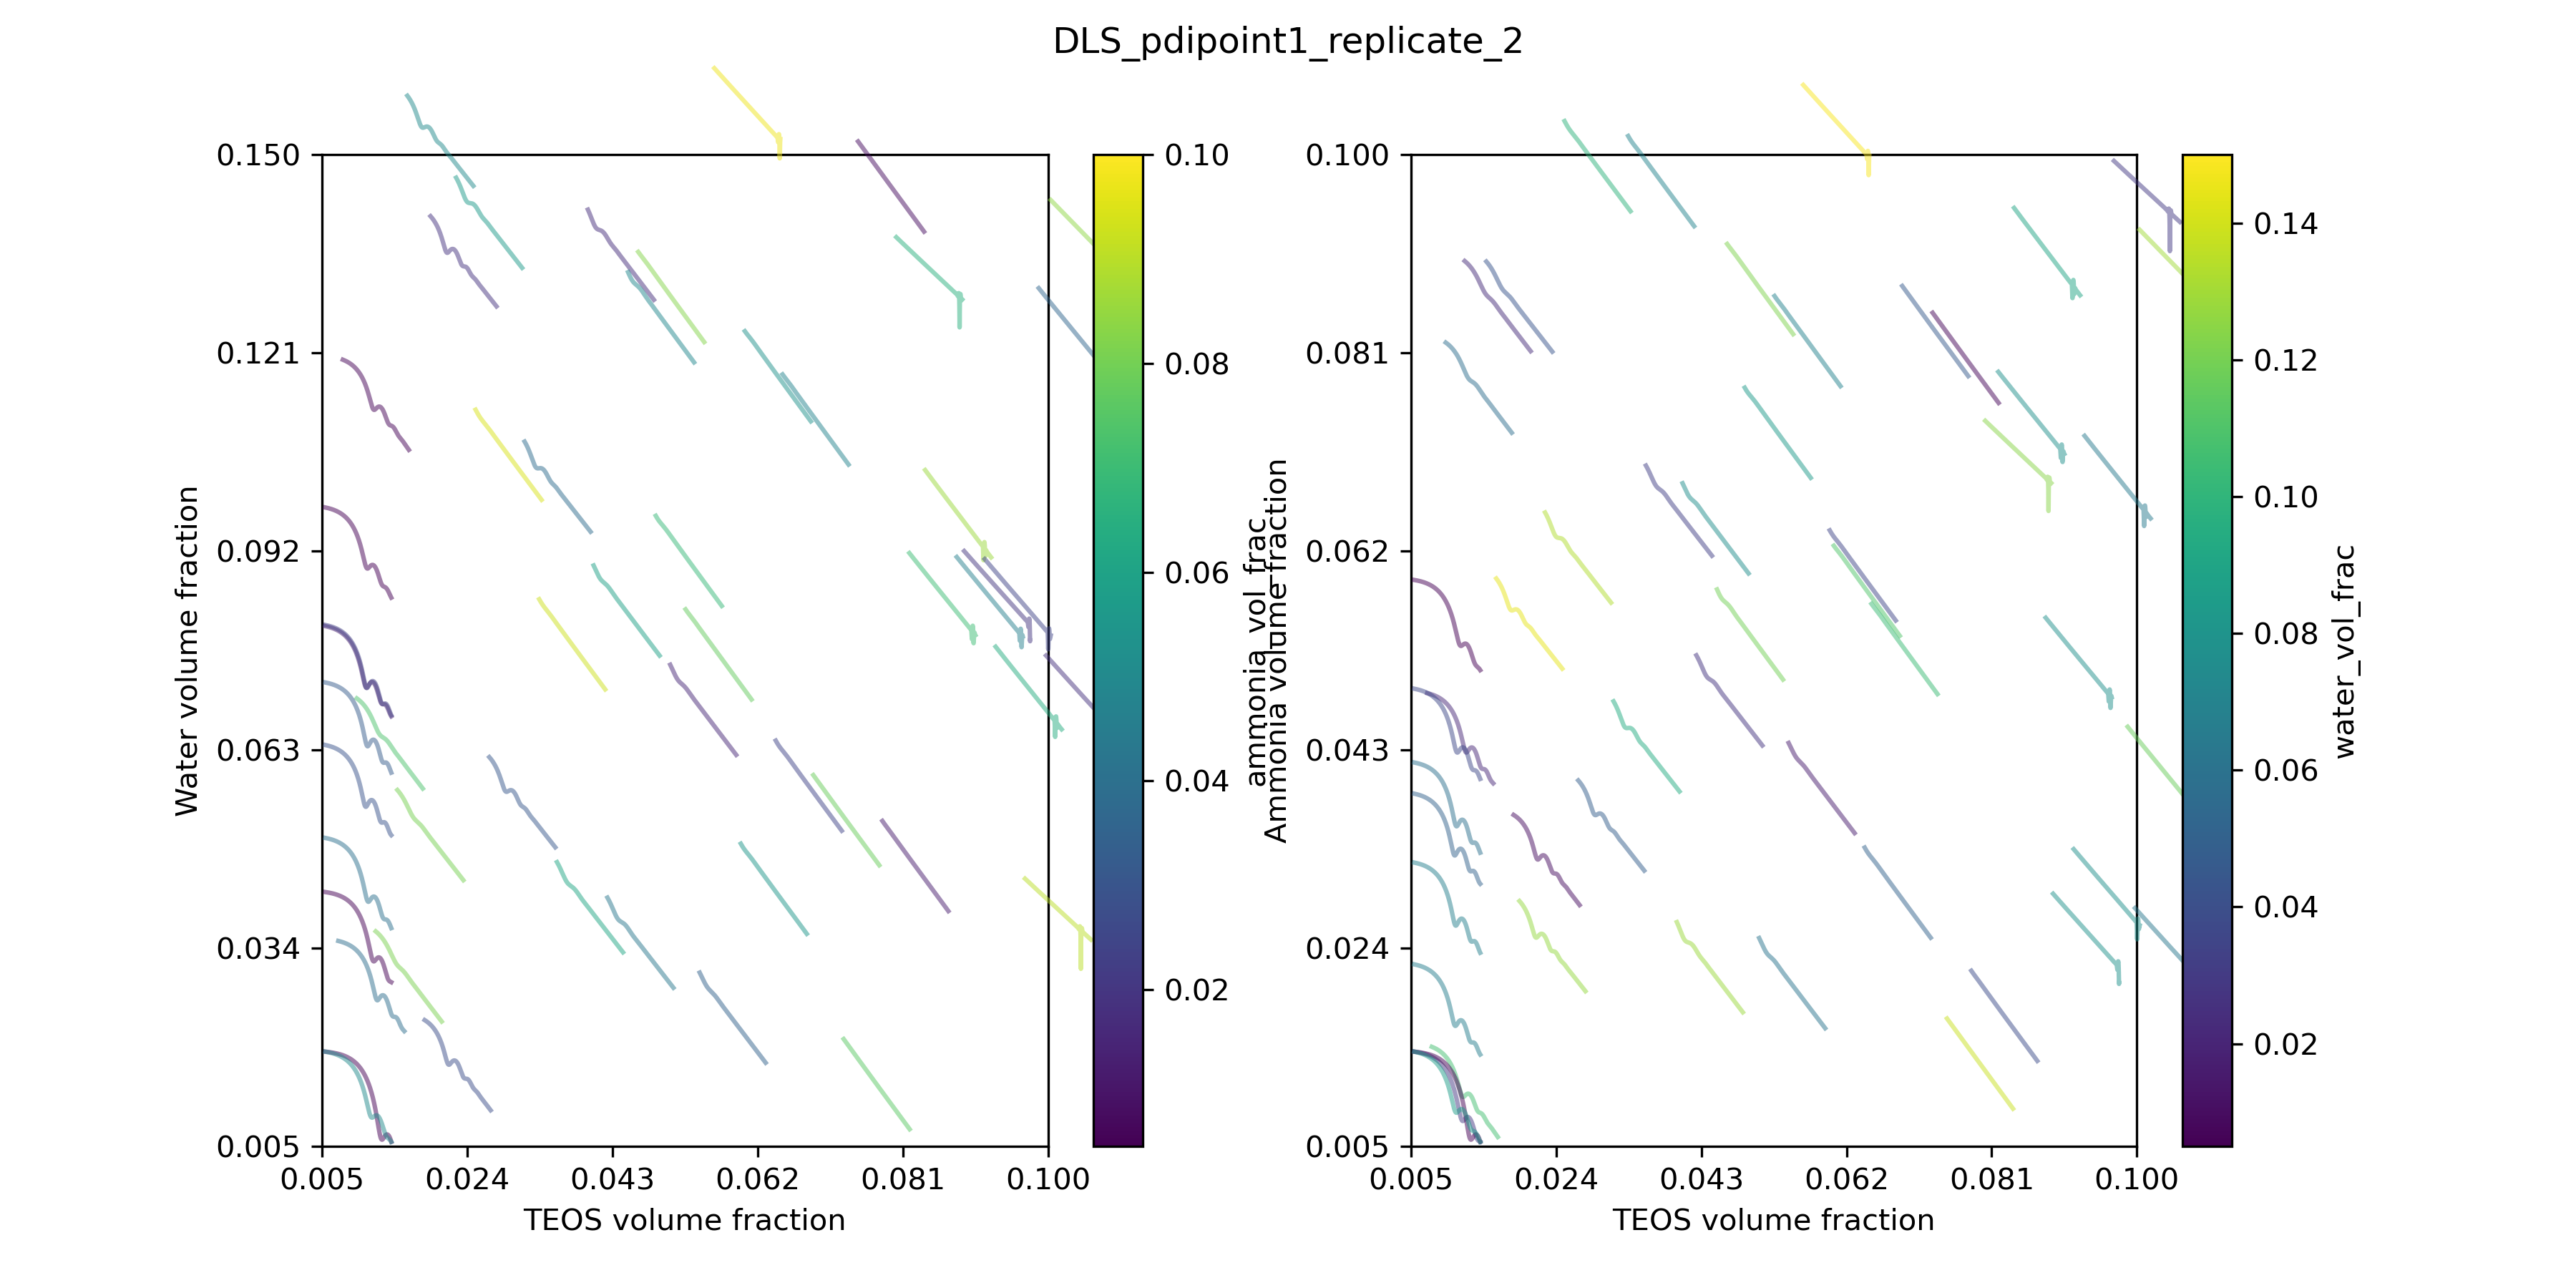 DLS_pdipoint1_replicate_2
Water volume fraction
0.150
0.121
0.092
0.063
0.034
0.005
0.005 0.024 0.043 0.062 0.081 0.100
TEOS volume fraction
0.10
0.08
0.06
0.04
0.02
ammonia_vol_frac
Ammonia volume fraction
0.100
0.081
0.062
0.043
0.024
0.005
0.005 0.024 0.043 0.062 0.081 0.100
TEOS volume fraction
0.14
0.12
0.10
0.08
0.06
0.04
0.02
water_vol_frac